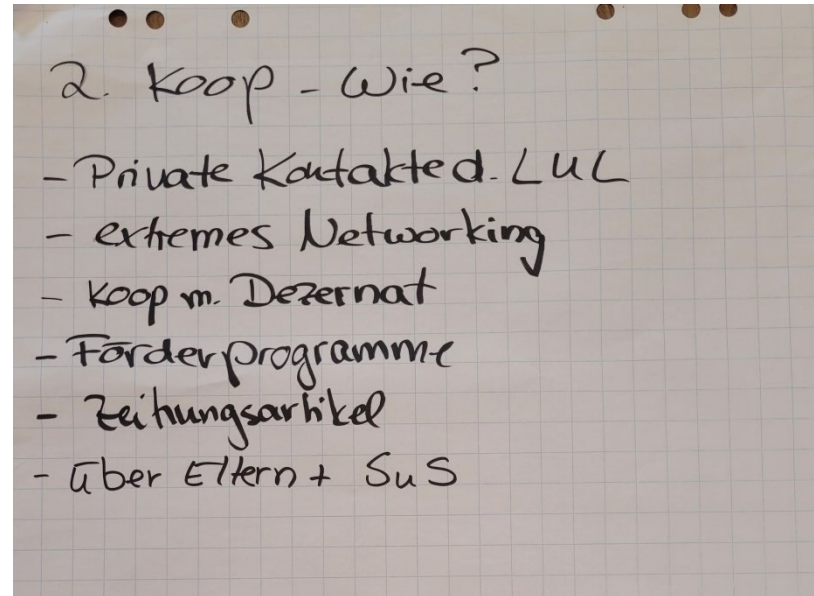 2. Koop - Wie?
- Private Kontakte d. LuL
- extremes Networking
- Koop m. Dezernat
- Förderprogramme
- Zeitungsartikel
- über Eltern + SuS